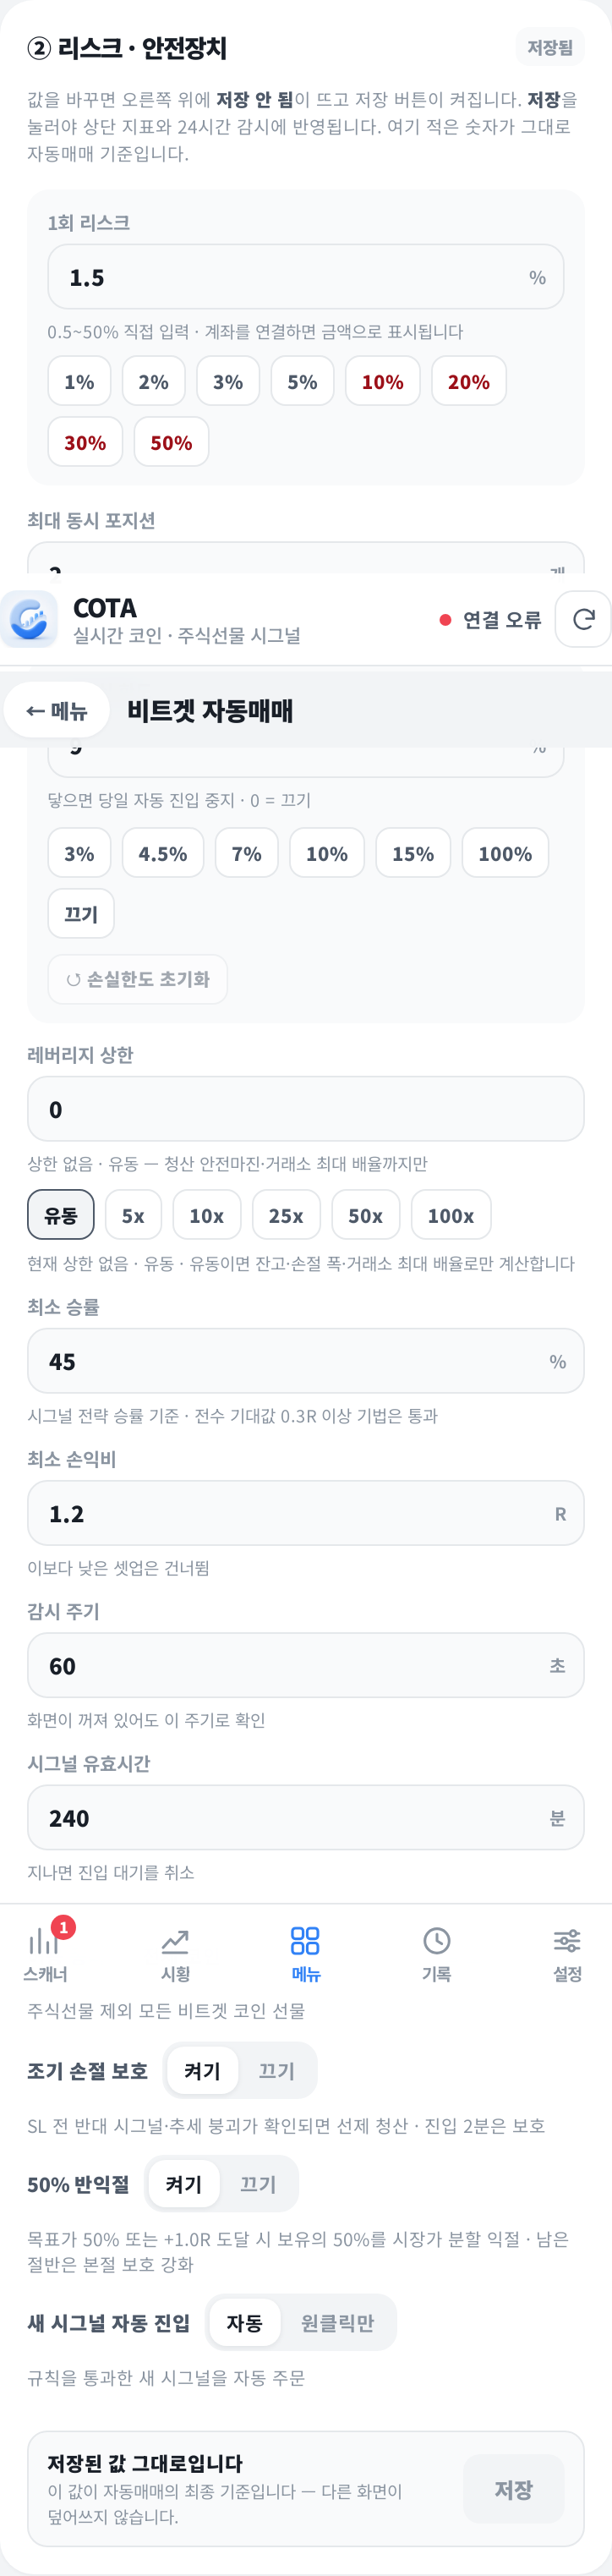 ② 리스크 · 안전장치
저장됨
값을 바꾸면 오른쪽 위에 저장 안 됨이 뜨고 저장 버튼이 켜집니다. 저장을
눌러야 상단 지표와 24시간 감시에 반영됩니다. 여기 적은 숫자가 그대로
자동매매 기준입니다.
1회 리스크
1.5 %
0.5~50% 직접 입력 · 계좌를 연결하면 금액으로 표시됩니다
1% 2% 3% 5% 10% 20%
30% 50%
최대 동시 포지션
COTA
실시간 코인 · 주식선물 시그널
연결 오류
← 메뉴
비트겟 자동매매
닿으면 당일 자동 진입 중지 · 0 = 끄기
3% 4.5% 7% 10% 15% 100%
끄기
손실한도 초기화
레버리지 상한
0
상한 없음 · 유동 — 청산 안전마진·거래소 최대 배율까지만
유동 5x 10x 25x 50x 100x
현재 상한 없음 · 유동 · 유동이면 잔고·손절 폭·거래소 최대 배율로만 계산합니다
최소 승률
45 %
시그널 전략 승률 기준 · 전수 기대값 0.3R 이상 기법은 통과
최소 손익비
1.2 R
이보다 낮은 셋업은 건너뜀
감시 주기
60 초
화면이 꺼져 있어도 이 주기로 확인
시그널 유효시간
240 분
지나면 진입 대기를 취소
1
스캐너 시황 메뉴 기록 설정
주식선물 제외 모든 비트겟 코인 선물
조기 손절 보호 켜기 끄기
SL 전 반대 시그널·추세 붕괴가 확인되면 선제 청산 · 진입 2분은 보호
50% 반익절 켜기 끄기
목표가 50% 또는 +1.0R 도달 시 보유의 50%를 시장가 분할 익절 · 남은
절반은 본절 보호 강화
새 시그널 자동 진입 자동 원클릭만
규칙을 통과한 새 시그널을 자동 주문
저장된 값 그대로입니다
이 값이 자동매매의 최종 기준입니다 — 다른 화면이
덮어쓰지 않습니다.
저장